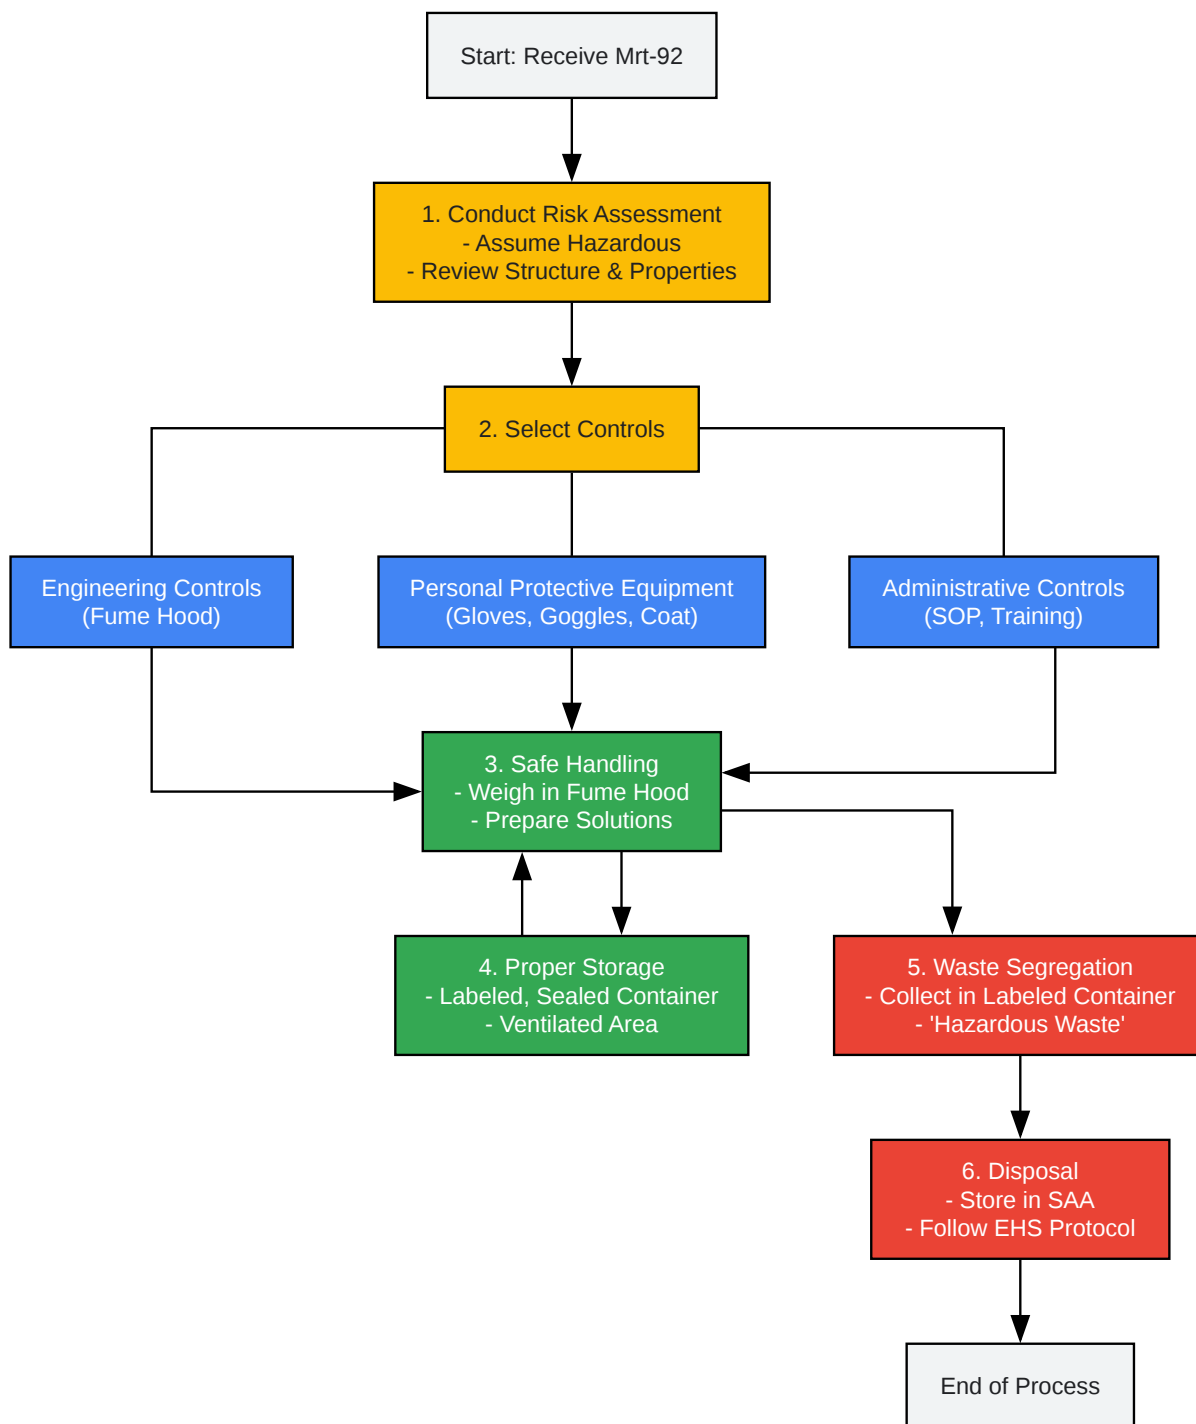 Start: Receive Mrt-92
1. Conduct Risk Assessment
- Assume Hazardous
- Review Structure & Properties
2. Select Controls
Engineering Controls
(Fume Hood)
Personal Protective Equipment
(Gloves, Goggles, Coat)
Administrative Controls
(SOP, Training)
3. Safe Handling
- Weigh in Fume Hood
- Prepare Solutions
4. Proper Storage
- Labeled, Sealed Container
- Ventilated Area
5. Waste Segregation
- Collect in Labeled Container
- 'Hazardous Waste'
6. Disposal
- Store in SAA
- Follow EHS Protocol
End of Process